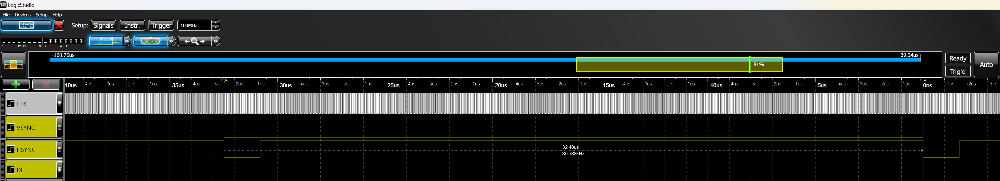 LogicStudio
File Devices Setup Help
Setup: Signals Instr. Trigger 100MHz
15 12 11 8 7 4 3 0
-160.76us 39.24us
81%
Ready
Trig'd
Auto
1 A 1 B
40us -4us -3us -2us -1us -35us -4us -3us -2us -1us -30us -4us -3us -2us -1us -25us -4us -3us -2us -1us -20us -4us -3us -2us -1us -15us -4us -3us -2us -1us -10us -4us -3us -2us -1us -5us -4us -3us -2us -1us 0ps +1us +2us +3us
CLK
VSYNC
HSYNC
32.48us
30.788kHz
DE